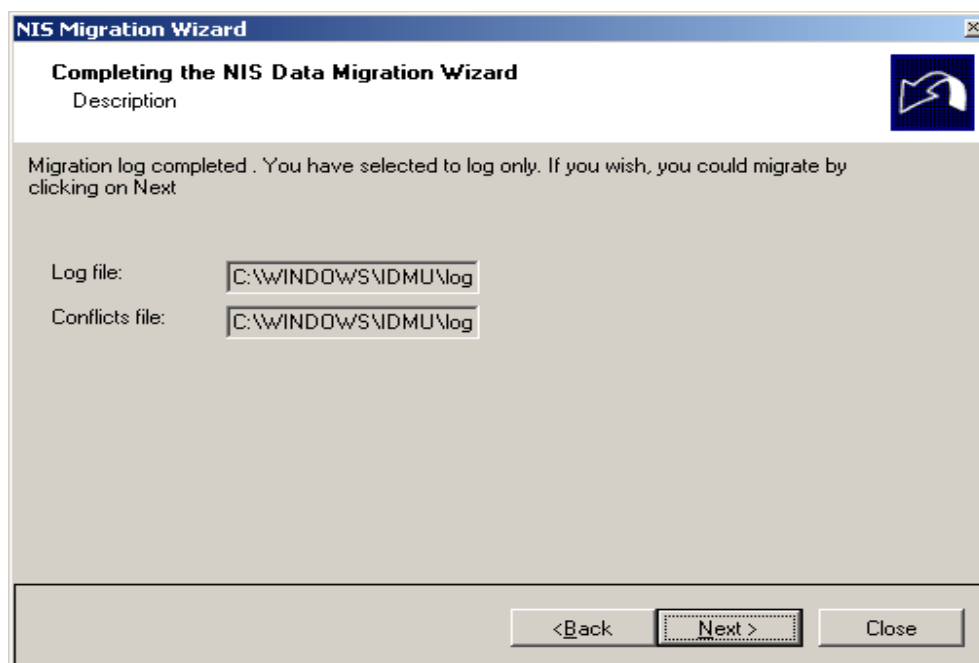 NIS Migration Wizard
Completing the NIS Data Migration Wizard
Description
Migration log completed . You have selected to log only. If you wish, you could migrate by
clicking on Next
Log file:
C:\WINDOWS\IDMU\log
Conflicts file:
C:\WINDOWS\IDMU\log
<Back
Next >
Close